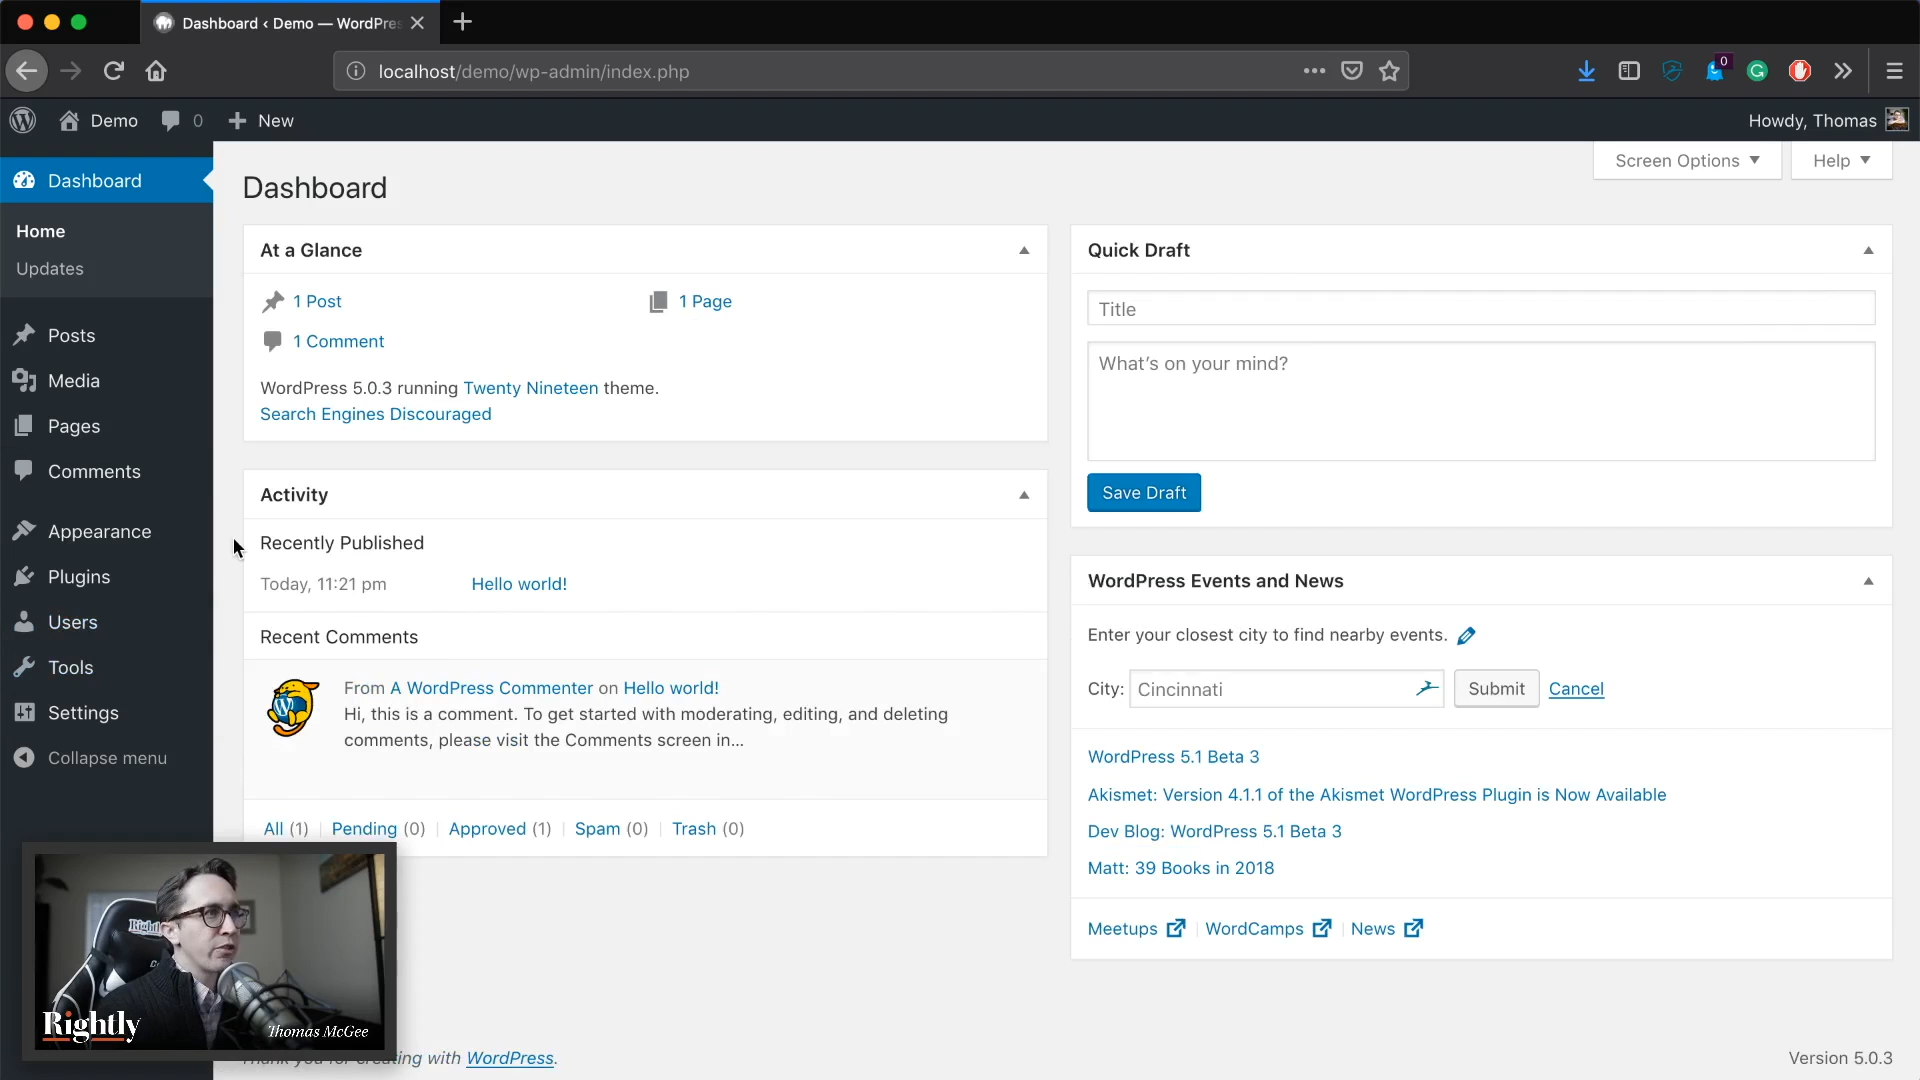 Dashboard ‹ Demo — WordPres
localhost/demo/wp-admin/index.php
0
Demo
0
New
Howdy, Thomas
Dashboard
Home
Updates
Posts
Media
Pages
Comments
Appearance
Plugins
Users
Tools
Settings
Collapse menu
Screen Options
Help
Dashboard
At a Glance
1 Post
1 Page
1 Comment
WordPress 5.0.3 running Twenty Nineteen theme.
Search Engines Discouraged
Activity
Recently Published
Today, 11:21 pm Hello world!
Recent Comments
From A WordPress Commenter on Hello world!
Hi, this is a comment. To get started with moderating, editing, and deleting
comments, please visit the Comments screen in...
All (1) | Pending (0) | Approved (1) | Spam (0) | Trash (0)
Quick Draft
Title
What's on your mind?
Save Draft
WordPress Events and News
Enter your closest city to find nearby events.
City: Cincinnati Submit Cancel
WordPress 5.1 Beta 3
Akismet: Version 4.1.1 of the Akismet WordPress Plugin is Now Available
Dev Blog: WordPress 5.1 Beta 3
Matt: 39 Books in 2018
Meetups | WordCamps | News
Rightly
Thomas McGee
Thank you for creating with WordPress.
Version 5.0.3